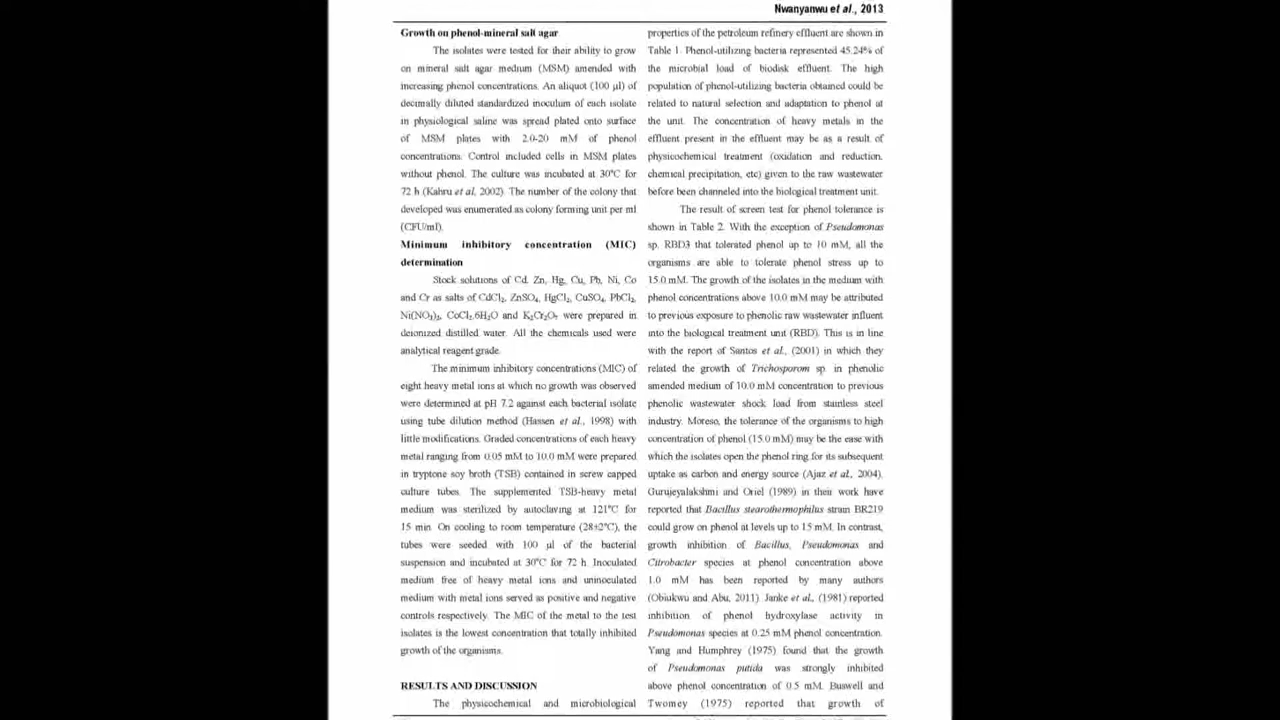 Nwanyanwu et al., 2013
Growth on phenol-mineral salt agar
The isolates were tested for their ability to grow
on mineral salt agar medium (MSM) amended with
increasing phenol concentrations. An aliquot (100 µl) of
decimally diluted standardized inoculum of each isolate
in physiological saline was spread plated onto surface
of MSM plates with 2.0-20 mM of phenol
concentrations. Control included cells in MSM plates
without phenol. The culture was incubated at 30°C for
72 h (Kahru et al, 2002). The number of the colony that
developed was enumerated as colony forming unit per ml
(CFU/ml).
Minimum inhibitory concentration (MIC)
determination
Stock solutions of Cd, Zn, Hg, Cu, Pb, Ni, Co
and Cr as salts of CdCl₂, ZnSO₄, HgCl₂, CuSO₄, PbCl₂,
Ni(NO₃)₂, CoCl₂.6H₂O and K₂Cr₂O₇ were prepared in
deionized distilled water. All the chemicals used were
analytical reagent grade.
The minimum inhibitory concentrations (MIC) of
eight heavy metal ions at which no growth was observed
were determined at pH 7.2 against each bacterial isolate
using tube dilution method (Hassen et al., 1998) with
little modifications. Graded concentrations of each heavy
metal ranging from 0.05 mM to 10.0 mM were prepared
in tryptone soy broth (TSB) contained in screw capped
culture tubes. The supplemented TSB-heavy metal
medium was sterilized by autoclaving at 121°C for
15 min. On cooling to room temperature (28±2°C), the
tubes were seeded with 100 µl of the bacterial
suspension and incubated at 30°C for 72 h. Inoculated
medium free of heavy metal ions and uninoculated
medium with metal ions served as positive and negative
controls respectively. The MIC of the metal to the test
isolates is the lowest concentration that totally inhibited
growth of the organisms.
RESULTS AND DISCUSSION
The physicochemical and microbiological
properties of the petroleum refinery effluent are shown in
Table 1. Phenol-utilizing bacteria represented 45.24% of
the microbial load of biodisk effluent. The high
population of phenol-utilizing bacteria obtained could be
related to natural selection and adaptation to phenol at
the unit. The concentration of heavy metals in the
effluent present in the effluent may be as a result of
physicochemical treatment (oxidation and reduction,
chemical precipitation, etc) given to the raw wastewater
before been channeled into the biological treatment unit.
The result of screen test for phenol tolerance is
shown in Table 2. With the exception of Pseudomonas
sp. RBD3 that tolerated phenol up to 10 mM, all the
organisms are able to tolerate phenol stress up to
15.0 mM. The growth of the isolates in the medium with
phenol concentrations above 10.0 mM may be attributed
to previous exposure to phenolic raw wastewater influent
into the biological treatment unit (RBD). This is in line
with the report of Santos et al., (2001) in which they
related the growth of Trichosporom sp. in phenolic
amended medium of 10.0 mM concentration to previous
phenolic wastewater shock load from stainless steel
industry. Moreso, the tolerance of the organisms to high
concentration of phenol (15.0 mM) may be the ease with
which the isolates open the phenol ring for its subsequent
uptake as carbon and energy source (Ajaz et al., 2004).
Gurujeyalakshmi and Oriel (1989) in their work have
reported that Bacillus stearothermophilus strain BR219
could grow on phenol at levels up to 15 mM. In contrast,
growth inhibition of Bacillus, Pseudomonas and
Citrobacter species at phenol concentration above
1.0 mM has been reported by many authors
(Obiukwu and Abu, 2011). Janke et al., (1981) reported
inhibition of phenol hydroxylase activity in
Pseudomonas species at 0.25 mM phenol concentration.
Yang and Humphrey (1975) found that the growth
of Pseudomonas putida was strongly inhibited
above phenol concentration of 0.5 mM. Buswell and
Twomey (1975) reported that growth of